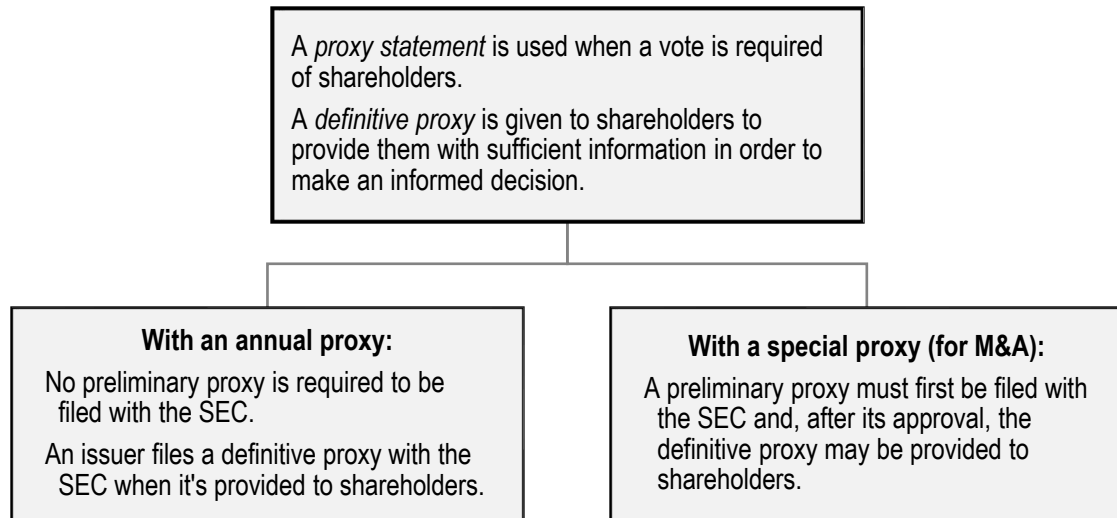 A proxy statement is used when a vote is required
of shareholders.
A definitive proxy is given to shareholders to
provide them with sufficient information in order to
make an informed decision.
With an annual proxy:
No preliminary proxy is required to be
filed with the SEC.
An issuer files a definitive proxy with the
SEC when it's provided to shareholders.
With a special proxy (for M&A):
A preliminary proxy must first be filed with
the SEC and, after its approval, the
definitive proxy may be provided to
shareholders.